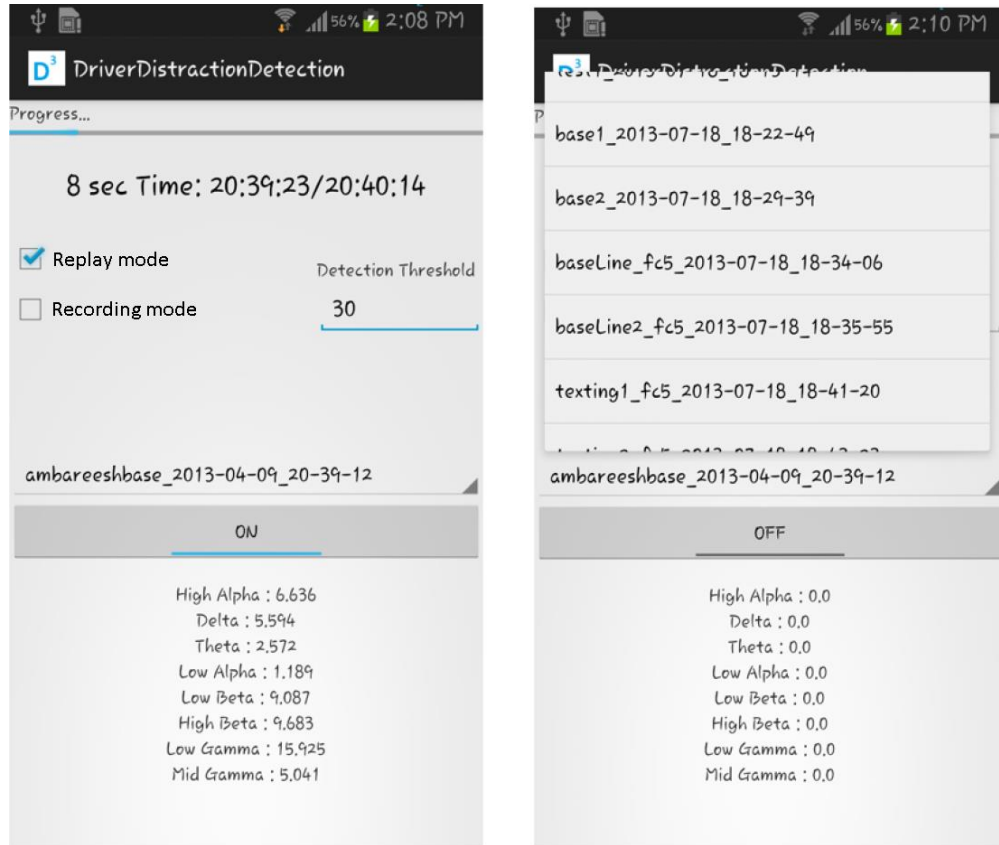 56% 2:08 PM
D3 DriverDistractionDetection
Progress...
8 sec Time: 20:39:23/20:40:14
Replay mode
Detection Threshold
Recording mode
30
ambareeshbase_2013-04-09_20-39-12
ON
High Alpha : 6.636
Delta : 5.594
Theta : 2.572
Low Alpha : 1.189
Low Beta : 9.087
High Beta : 9.683
Low Gamma : 15.925
Mid Gamma : 5.041
56% 2:10 PM
D3 DriverDistractionDetection
P
base1_2013-07-18_18-22-49
base2_2013-07-18_18-29-39
baseLine_fc5_2013-07-18_18-34-06
baseLine2_fc5_2013-07-18_18-35-55
texting1_fc5_2013-07-18_18-41-20
ambareeshbase_2013-04-09_20-39-12
OFF
High Alpha : 0.0
Delta : 0.0
Theta : 0.0
Low Alpha : 0.0
Low Beta : 0.0
High Beta : 0.0
Low Gamma : 0.0
Mid Gamma : 0.0